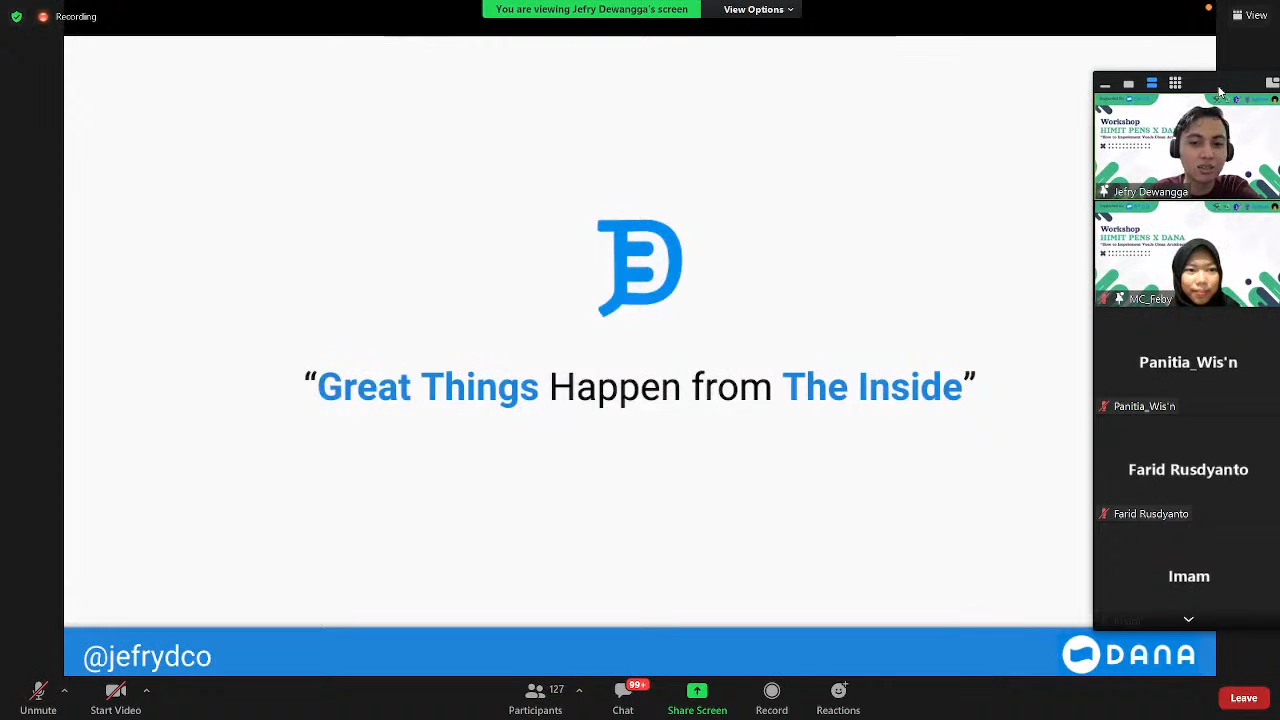 Recording
You are viewing Jefry Dewangga's screen
View Options
View
Workshop
HIMIT PENS X DANA
Jefry Dewangga
Workshop
HIMIT PENS X DANA
MC_Feby
Panitia_Wis'n
Panitia_Wis'n
Farid Rusdyanto
Farid Rusdyanto
Imam
Imam
“Great Things Happen from The Inside”
@jefrydco
DANA
Unmute
Start Video
127
Participants
99+
Chat
Share Screen
Record
Reactions
Leave